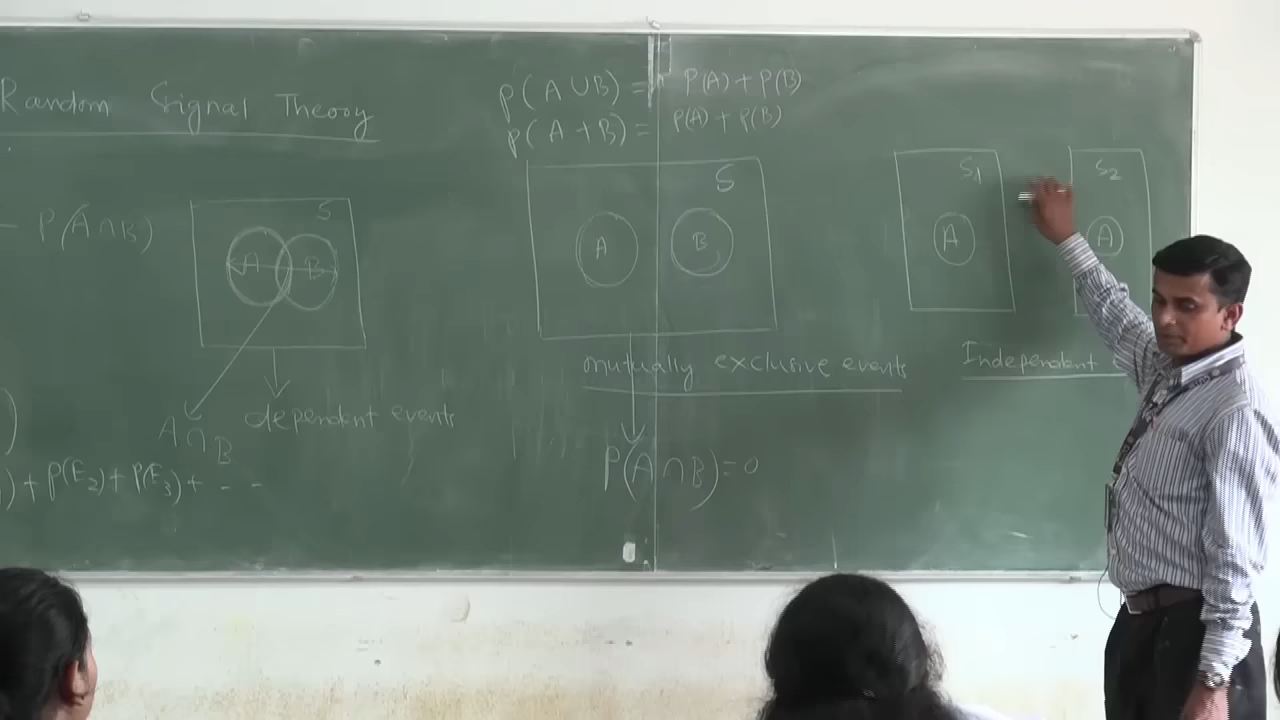 Random Signal Theory
- P(A∩B)
S
A B
A∩B
dependent events
)
) + P(E2) + P(E3) + - -
P(A∪B) = P(A) + P(B)
P(A + B) = P(A) + P(B)
S
A B
mutually exclusive events
P(A∩B) = 0
S1 S2
A A
Independent